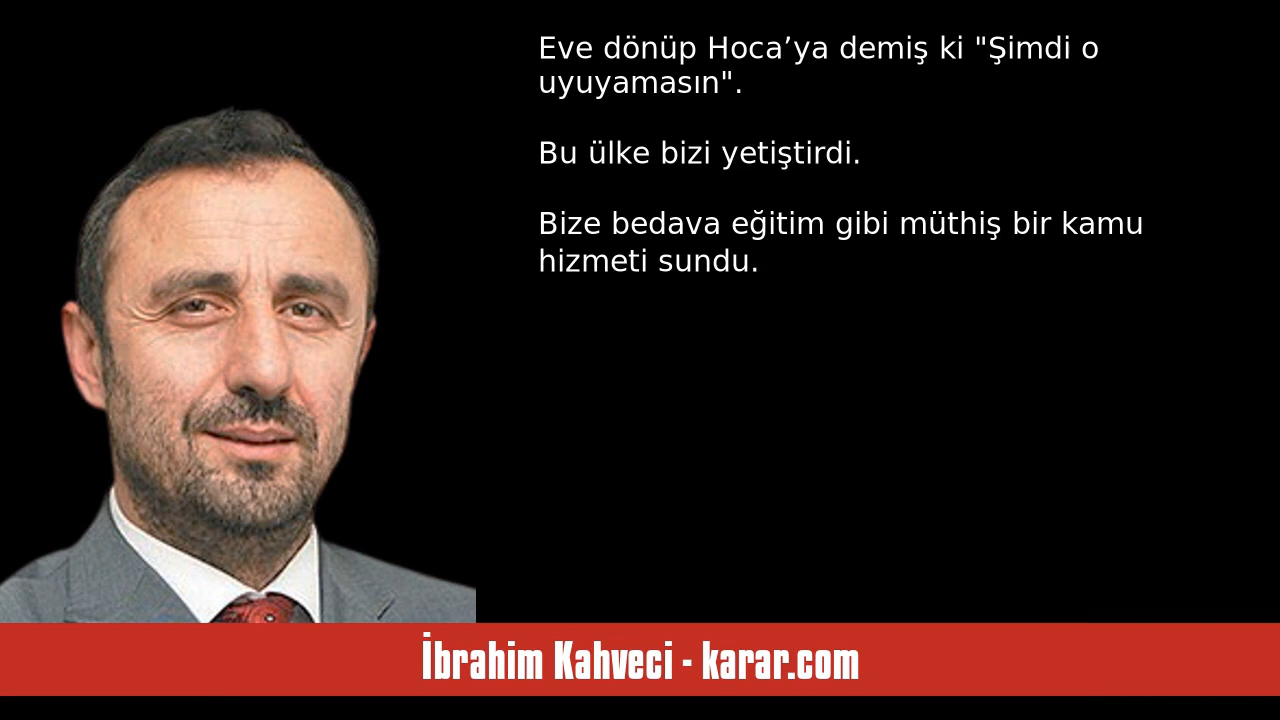 Eve dönüp Hoca’ya demiş ki "Şimdi o
uyuyamasın".
Bu ülke bizi yetiştirdi.
Bize bedava eğitim gibi müthiş bir kamu
hizmeti sundu.
İbrahim Kahveci - karar.com